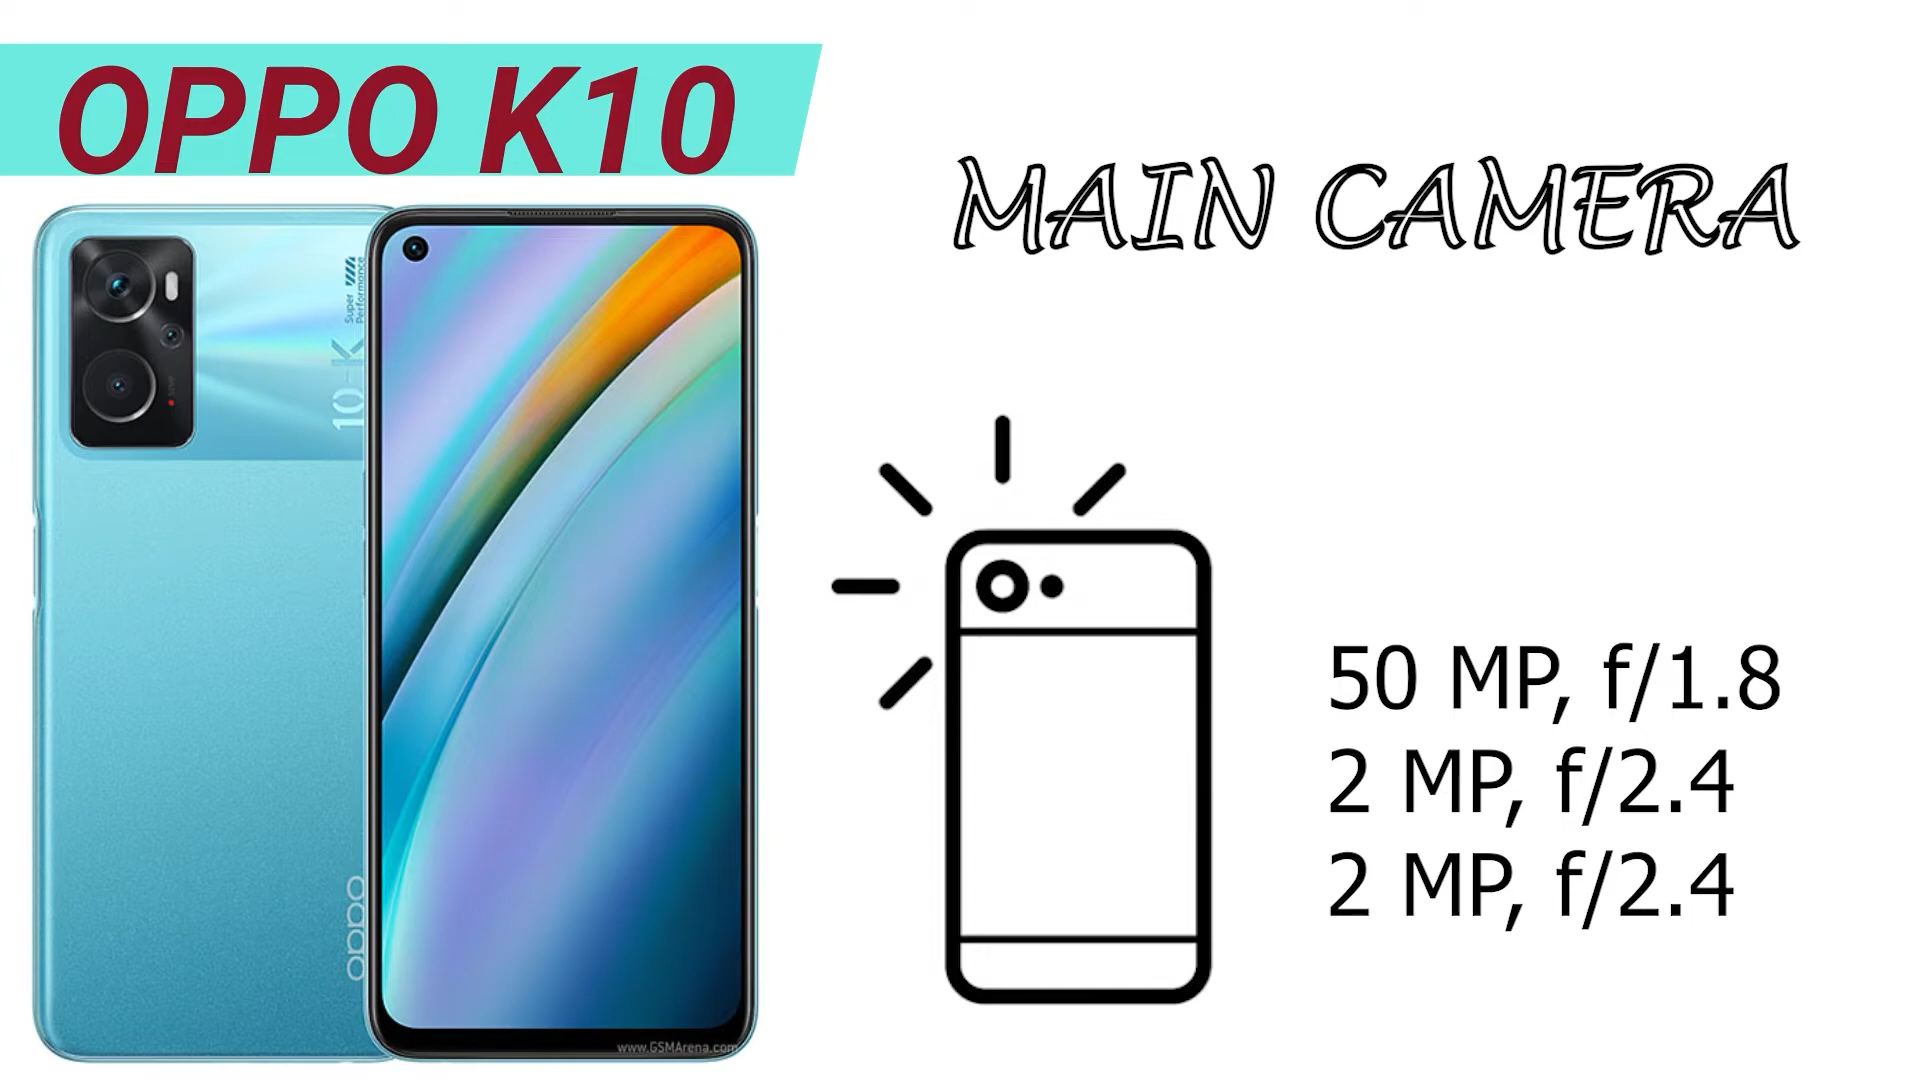 OPPO K10
MAIN CAMERA
Super
Performance
10-K
oppo
50 MP, f/1.8
2 MP, f/2.4
2 MP, f/2.4
www.GSMArena.com